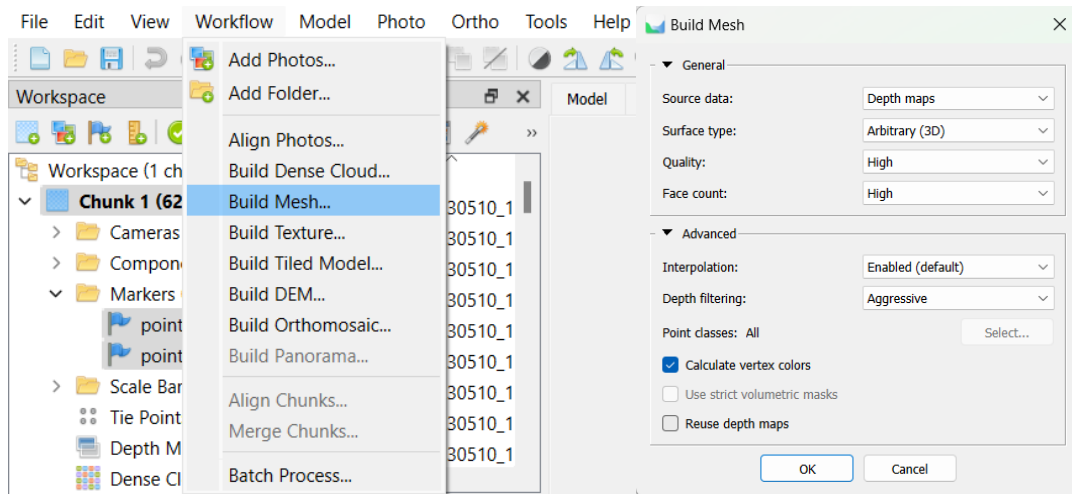 File Edit View Workflow Model Photo Ortho Tools Help
Add Photos...
Add Folder...
Align Photos...
Build Dense Cloud...
Build Mesh...
Build Texture...
Build Tiled Model...
Build DEM...
Build Orthomosaic...
Build Panorama...
Align Chunks...
Merge Chunks...
Batch Process...
Workspace
Workspace (1 ch
Chunk 1 (62
Cameras
Compon
Markers
point
point
Scale Bar
Tie Point
Depth M
Dense Cl
Model
30510_1
30510_1
30510_1
30510_1
30510_1
30510_1
30510_1
30510_1
30510_1
Build Mesh
General
Source data: Depth maps
Surface type: Arbitrary (3D)
Quality: High
Face count: High
Advanced
Interpolation: Enabled (default)
Depth filtering: Aggressive
Point classes: All Select...
Calculate vertex colors
Use strict volumetric masks
Reuse depth maps
OK Cancel